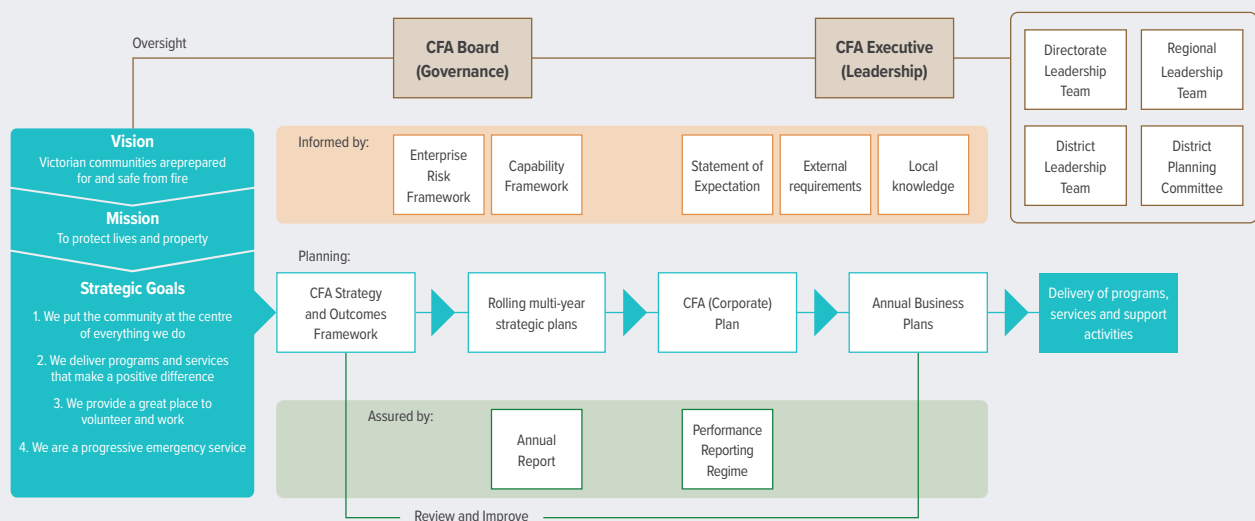 Oversight
CFA Board
(Governance)
CFA Executive
(Leadership)
Directorate
Leadership
Team
Regional
Leadership
Team
District
Leadership
Team
District
Planning
Committee
Vision
Victorian communities areprepared
for and safe from fire
Mission
To protect lives and property
Strategic Goals
1. We put the community at the centre
of everything we do
2. We deliver programs and services
that make a positive difference
3. We provide a great place to
volunteer and work
4. We are a progressive emergency service
Informed by:
Enterprise
Risk
Framework
Capability
Framework
Statement of
Expectation
External
requirements
Local
knowledge
Planning:
CFA Strategy
and Outcomes
Framework
Rolling multi-year
strategic plans
CFA (Corporate)
Plan
Annual Business
Plans
Delivery of programs,
services and support
activities
Assured by:
Annual
Report
Performance
Reporting
Regime
Review and Improve